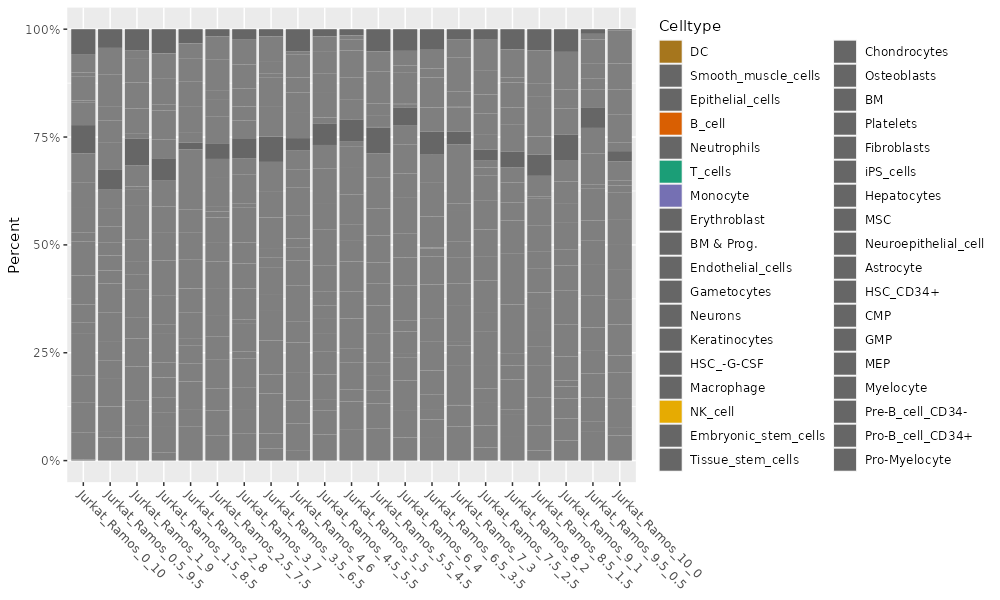 Celltype
DC
Smooth_muscle_cells
Epithelial_cells
B_cell
Neutrophils
T_cells
Monocyte
Erythroblast
BM & Prog.
Endothelial_cells
Gametocytes
Neurons
Keratinocytes
HSC_-G-CSF
Macrophage
NK_cell
Embryonic_stem_cells
Tissue_stem_cells
Chondrocytes
Osteoblasts
BM
Platelets
Fibroblasts
iPS_cells
Hepatocytes
MSC
Neuroepithelial_cell
Astrocyte
HSC_CD34+
CMP
GMP
MEP
Myelocyte
Pre-B_cell_CD34-
Pro-B_cell_CD34+
Pro-Myelocyte
Percent
100%
75%
50%
25%
0%
Jurkat_Ramos_0_10
Jurkat_Ramos_0.5_9.5
Jurkat_Ramos_1_9
Jurkat_Ramos_1.5_8.5
Jurkat_Ramos_2_8
Jurkat_Ramos_2.5_7.5
Jurkat_Ramos_3_7
Jurkat_Ramos_3.5_6.5
Jurkat_Ramos_4_6
Jurkat_Ramos_4.5_5.5
Jurkat_Ramos_5_5
Jurkat_Ramos_5.5_4.5
Jurkat_Ramos_6_4
Jurkat_Ramos_6.5_3.5
Jurkat_Ramos_7_3
Jurkat_Ramos_7.5_2.5
Jurkat_Ramos_8_2
Jurkat_Ramos_8.5_1.5
Jurkat_Ramos_9_1
Jurkat_Ramos_9.5_0.5
Jurkat_Ramos_10_0